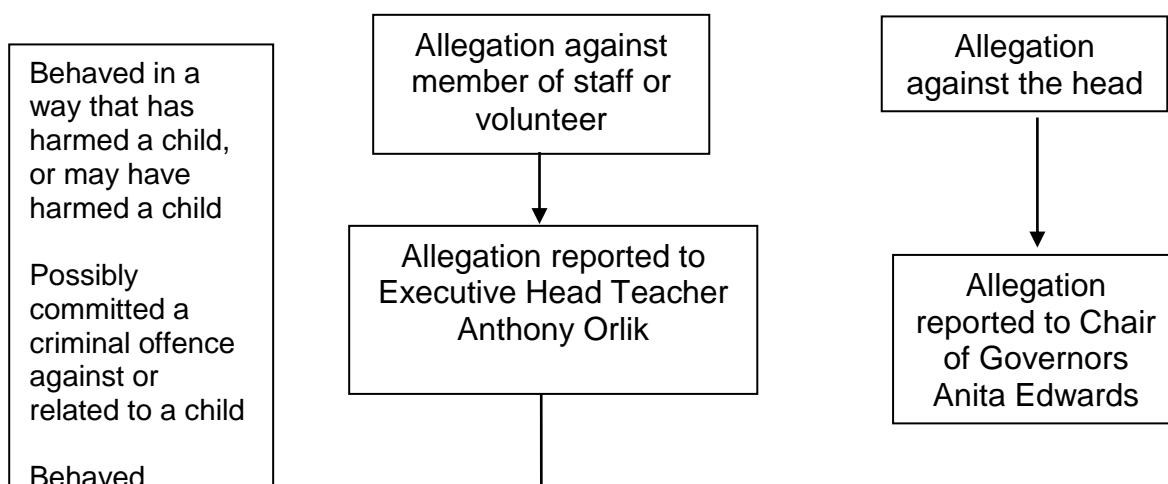 Behaved in a
way that has
harmed a child,
or may have
harmed a child
Possibly
committed a
criminal offence
against or
related to a child
Behaved
Allegation against
member of staff or
volunteer
Allegation reported to
Executive Head Teacher
Anthony Orlik
Allegation
against the head
Allegation
reported to Chair
of Governors
Anita Edwards